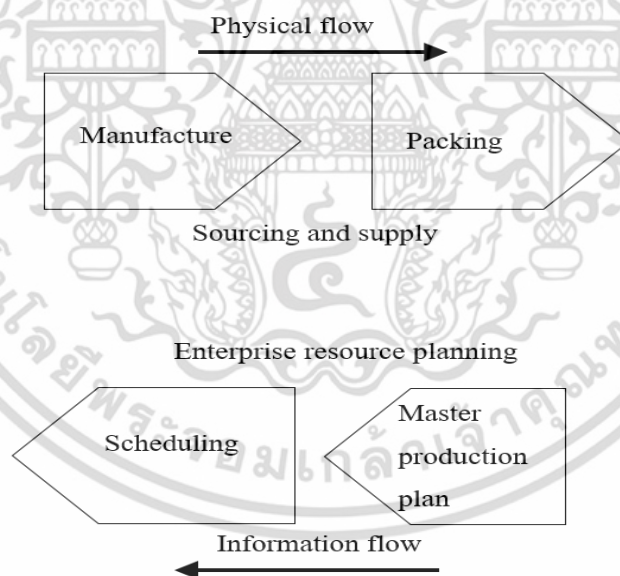 Physical flow
Manufacture
Packing
Sourcing and supply
Enterprise resource planning
Scheduling
Master
production
plan
Information flow